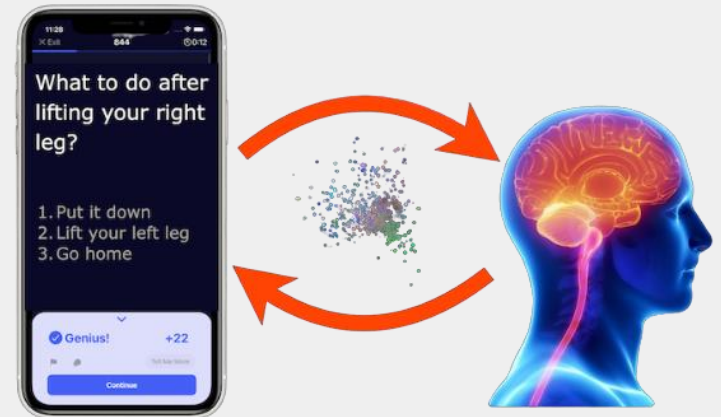 11:28
× Exit
844
0:12
What to do after
lifting your right
leg?
1. Put it down
2. Lift your left leg
3. Go home
Genius!
+22
Continue